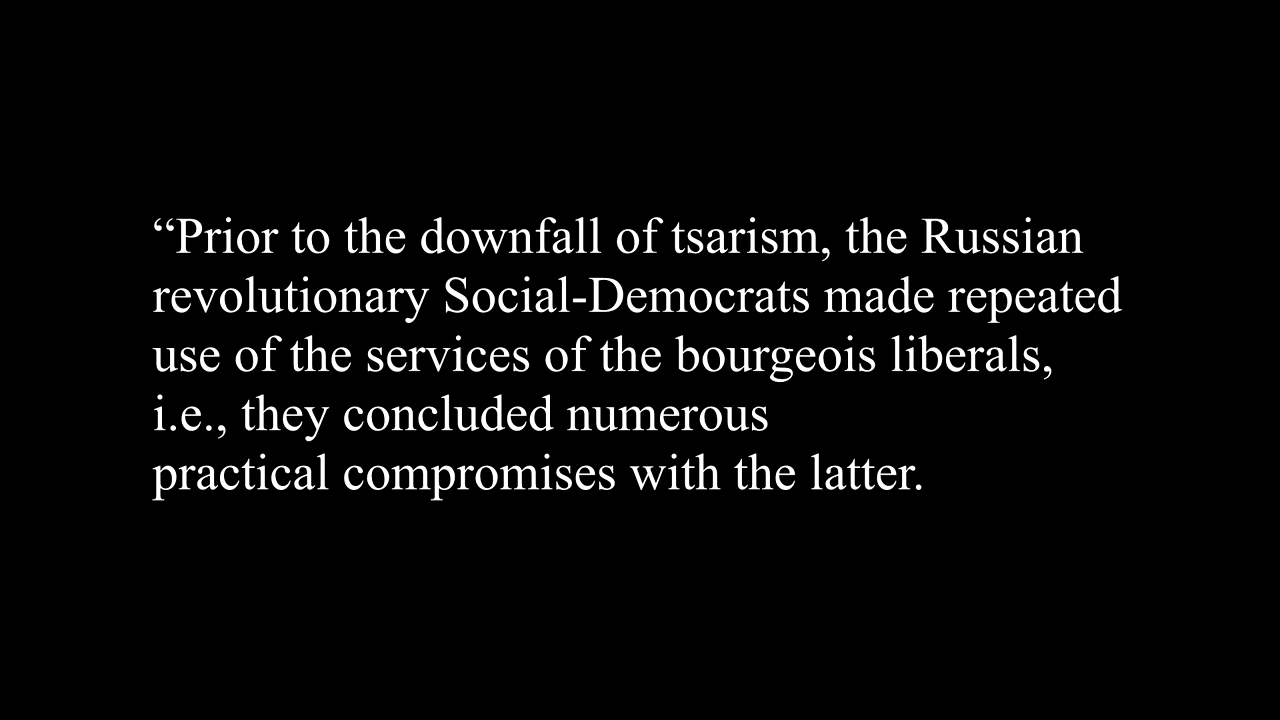 “Prior to the downfall of tsarism, the Russian
revolutionary Social-Democrats made repeated
use of the services of the bourgeois liberals,
i.e., they concluded numerous
practical compromises with the latter.